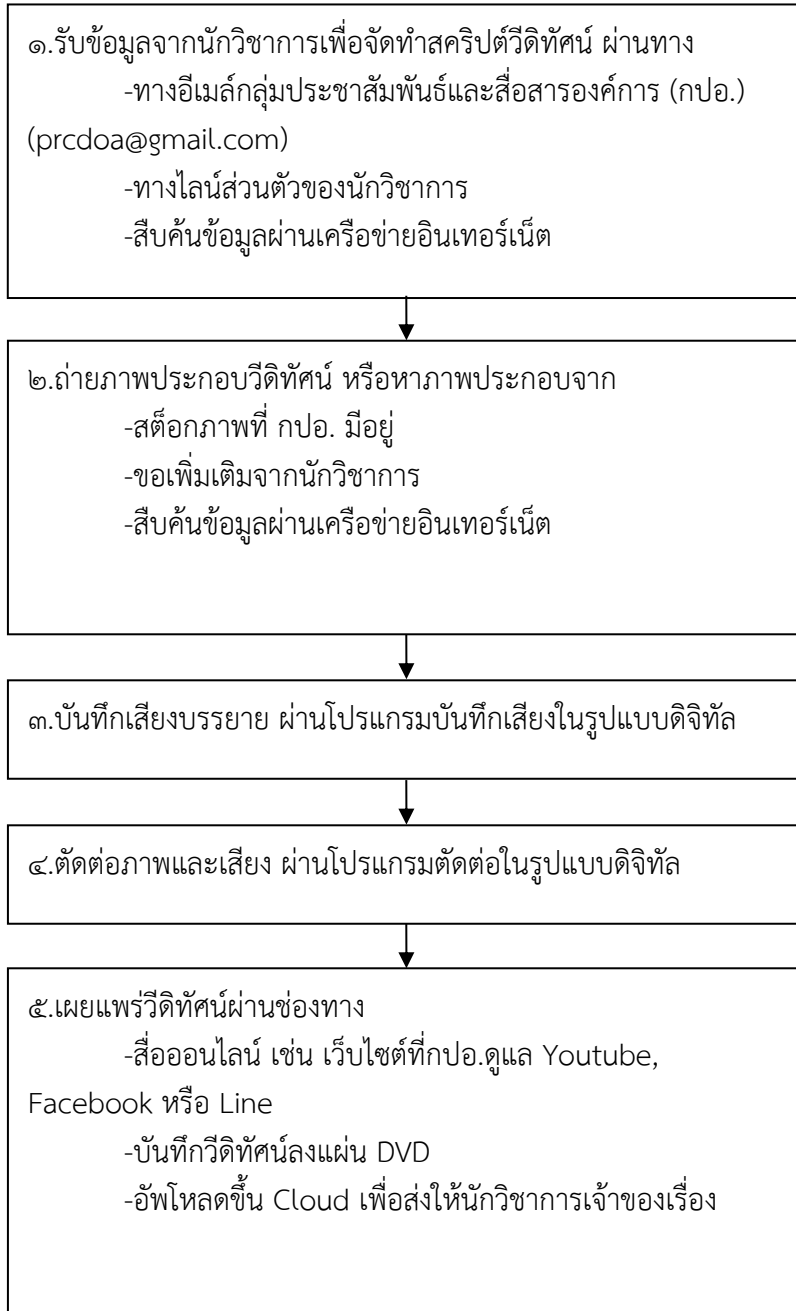 ๑.รับข้อมูลจากนักวิชาการเพื่อจัดทำสคริปต์วีดิทัศน์ ผ่านทาง
-ทางอีเมล์กลุ่มประชาสัมพันธ์และสื่อสารองค์การ (กปอ.)
(prcdoa@gmail.com)
-ทางไลน์ส่วนตัวของนักวิชาการ
-สืบค้นข้อมูลผ่านเครือข่ายอินเทอร์เน็ต
๒.ถ่ายภาพประกอบวีดิทัศน์ หรือหาภาพประกอบจาก
-สต็อกภาพที่ กปอ. มีอยู่
-ขอเพิ่มเติมจากนักวิชาการ
-สืบค้นข้อมูลผ่านเครือข่ายอินเทอร์เน็ต
๓.บันทึกเสียงบรรยาย ผ่านโปรแกรมบันทึกเสียงในรูปแบบดิจิทัล
๔.ตัดต่อภาพและเสียง ผ่านโปรแกรมตัดต่อในรูปแบบดิจิทัล
๕.เผยแพร่วีดิทัศน์ผ่านช่องทาง
-สื่อออนไลน์ เช่น เว็บไซต์ที่กปอ.ดูแล Youtube,
Facebook หรือ Line
-บันทึกวีดิทัศน์ลงแผ่น DVD
-อัพโหลดขึ้น Cloud เพื่อส่งให้นักวิชาการเจ้าของเรื่อง